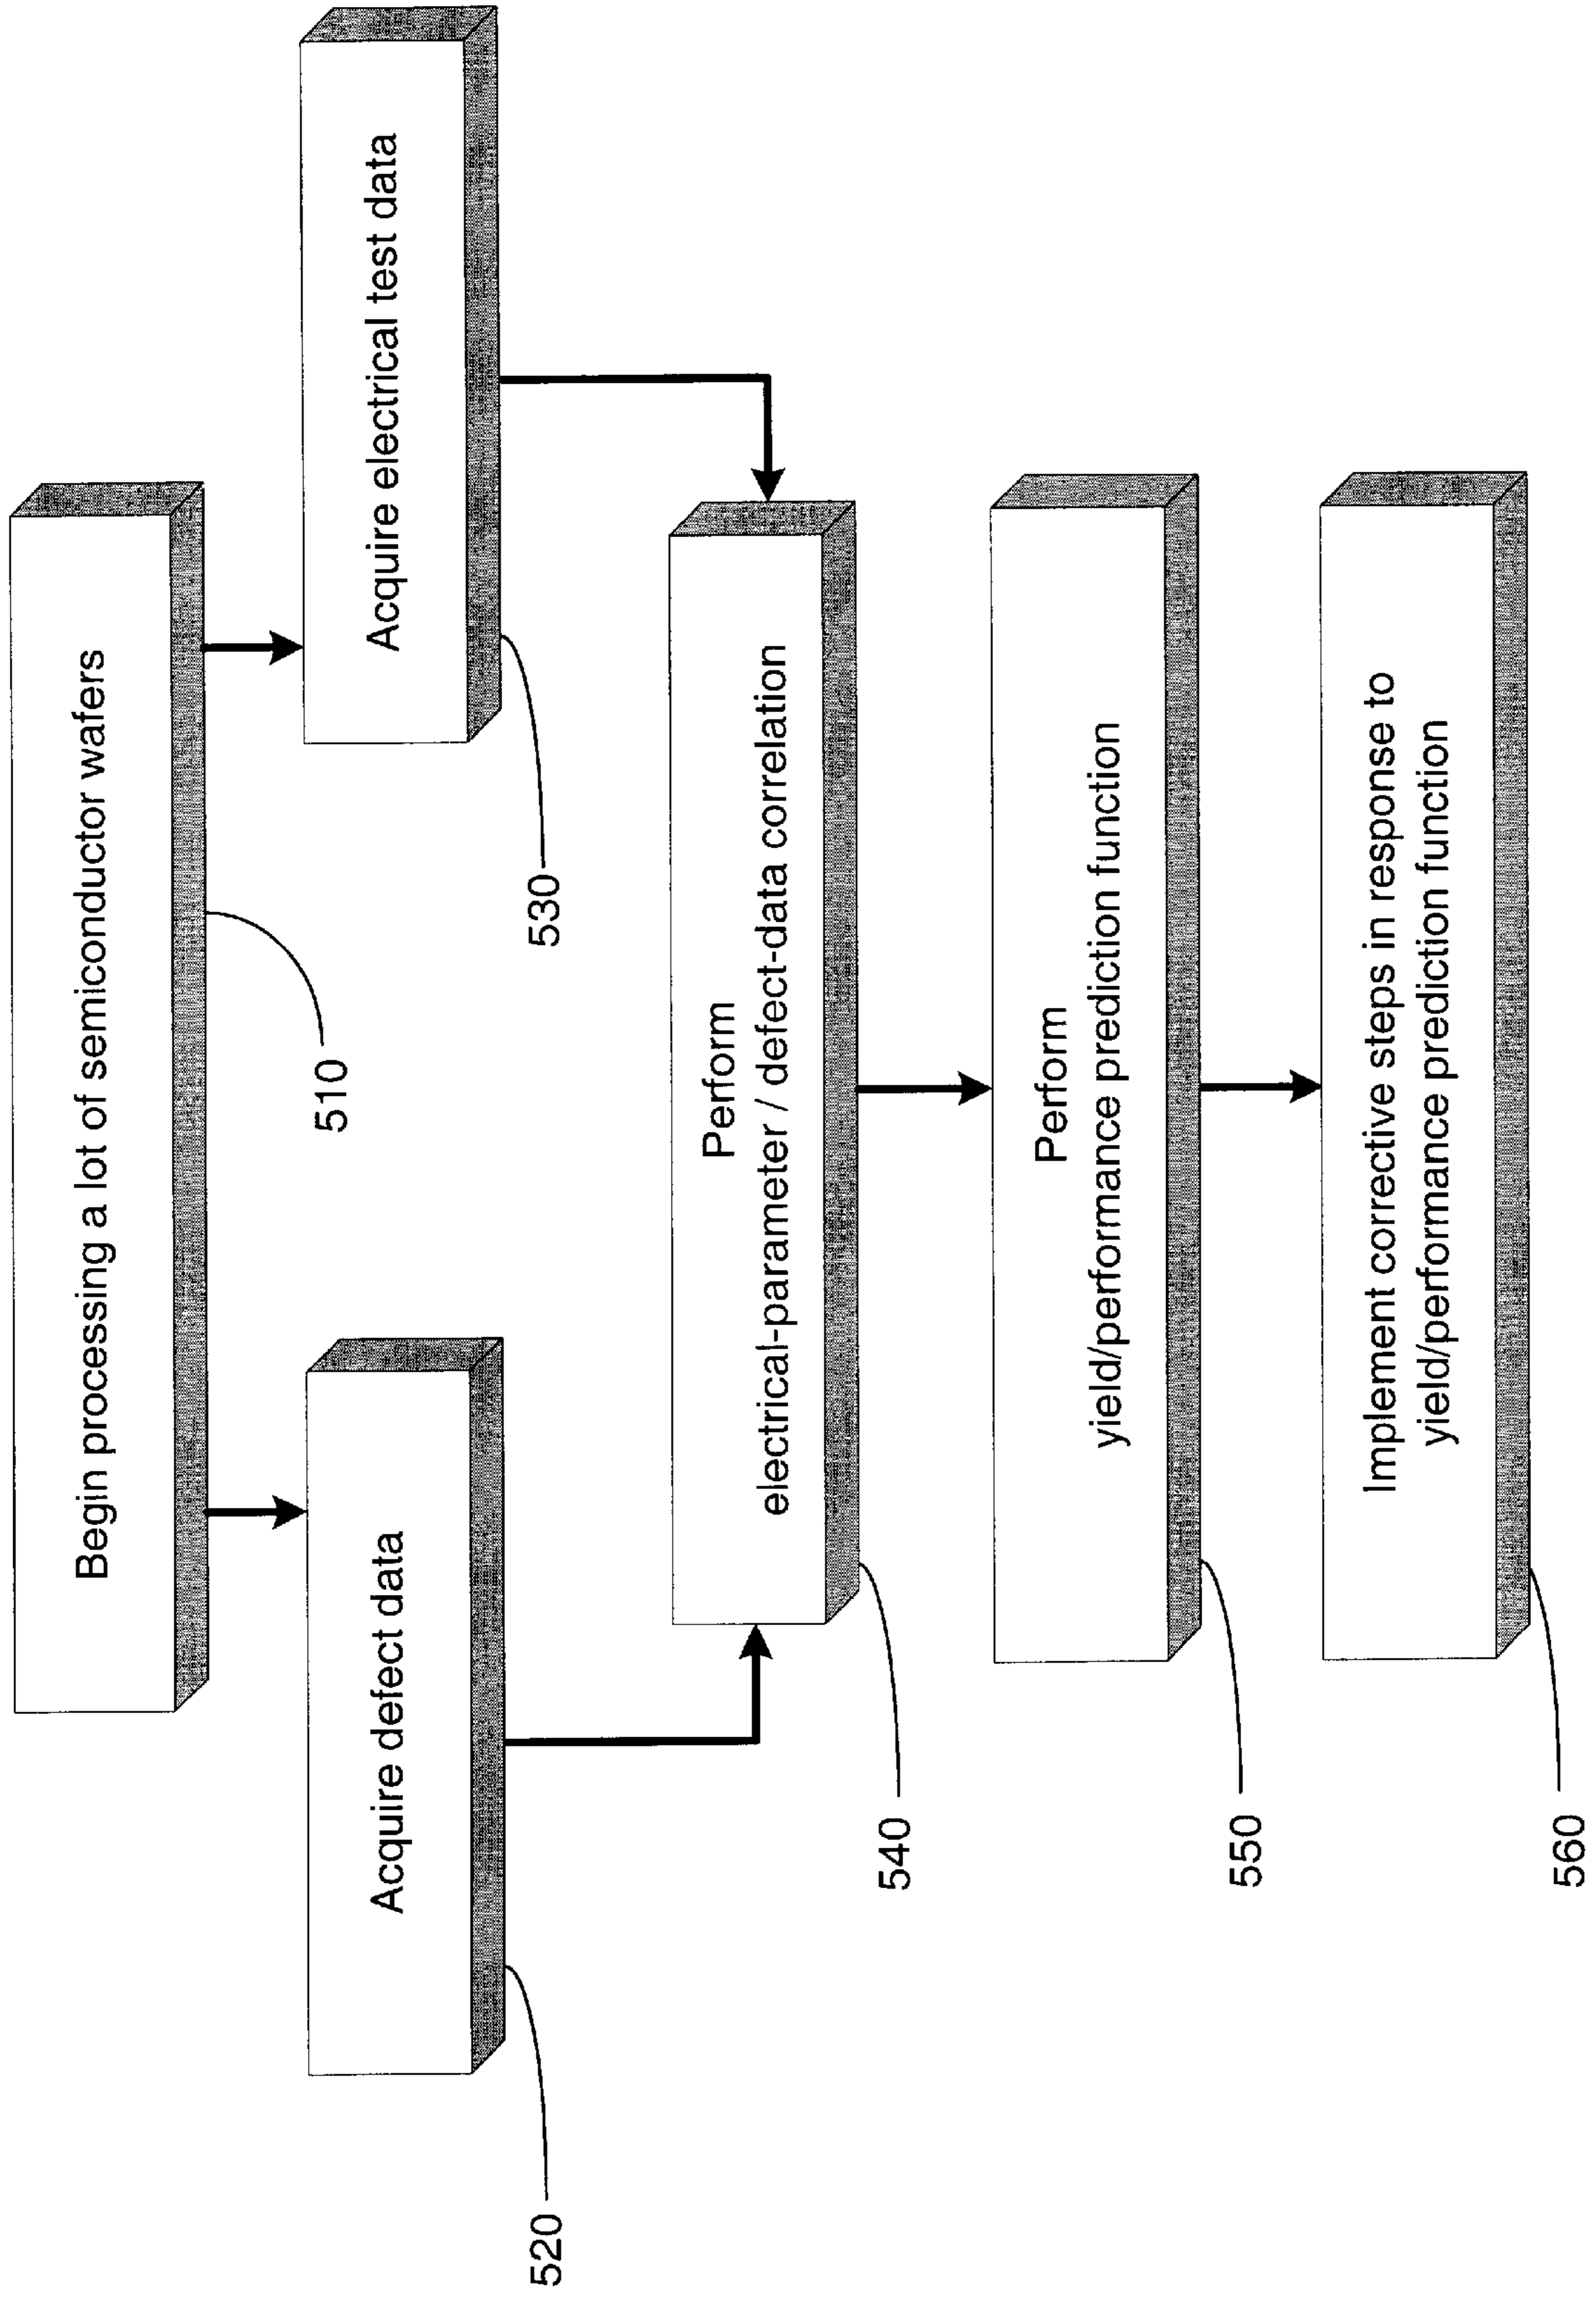 Begin processing a lot of semiconductor wafers
510
Acquire defect data
520
Acquire electrical test data
530
Perform
electrical-parameter / defect-data correlation
540
Perform
yield/performance prediction function
550
Implement corrective steps in response to
yield/performance prediction function
560